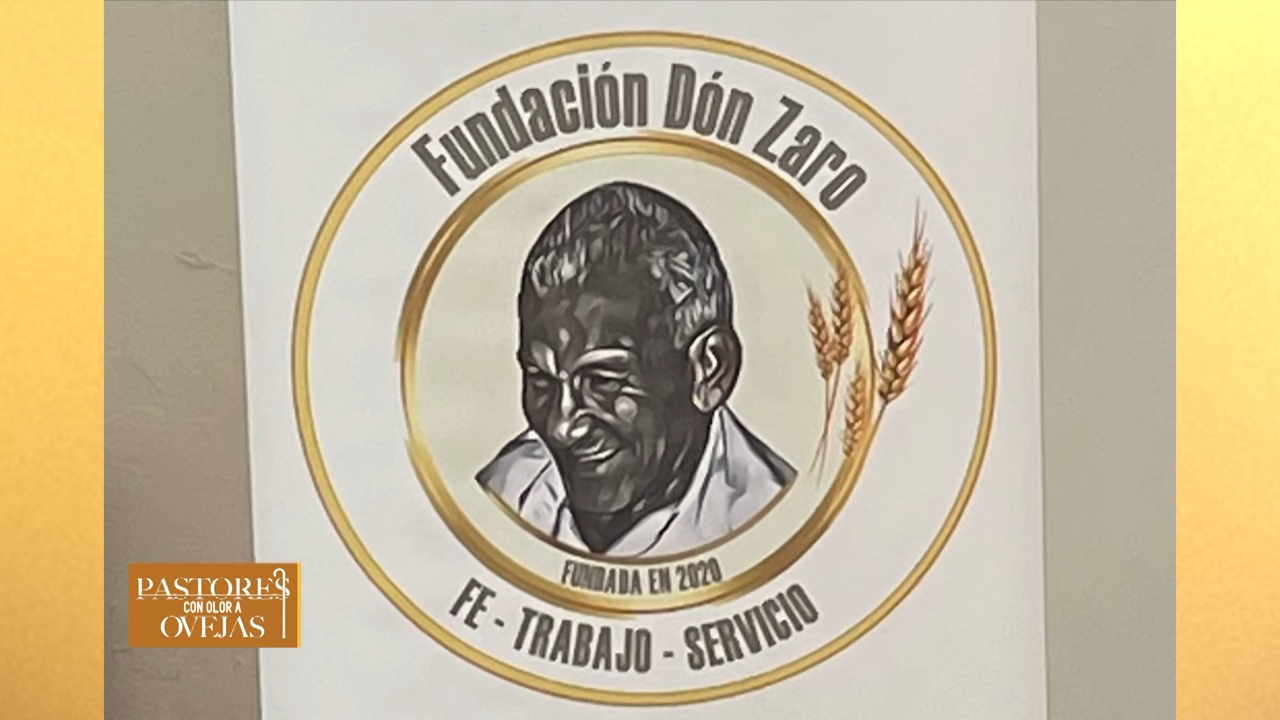 Fundación Dón Zaro
FUNDADA EN 2020
FE - TRABAJO - SERVICIO
PASTORES
CON OLOR A
OVEJAS